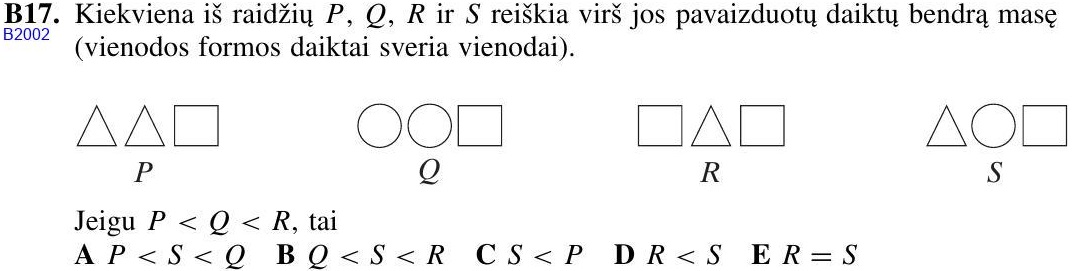 B17. Kiekviena iš raidžių P, Q, R ir S reiškia virš jos pavaizduotų daiktų bendrą masę
B2002
(vienodos formos daiktai sveria vienodai).
P Q R S
Jeigu P < Q < R, tai
A P < S < Q B Q < S < R C S < P D R < S E R = S